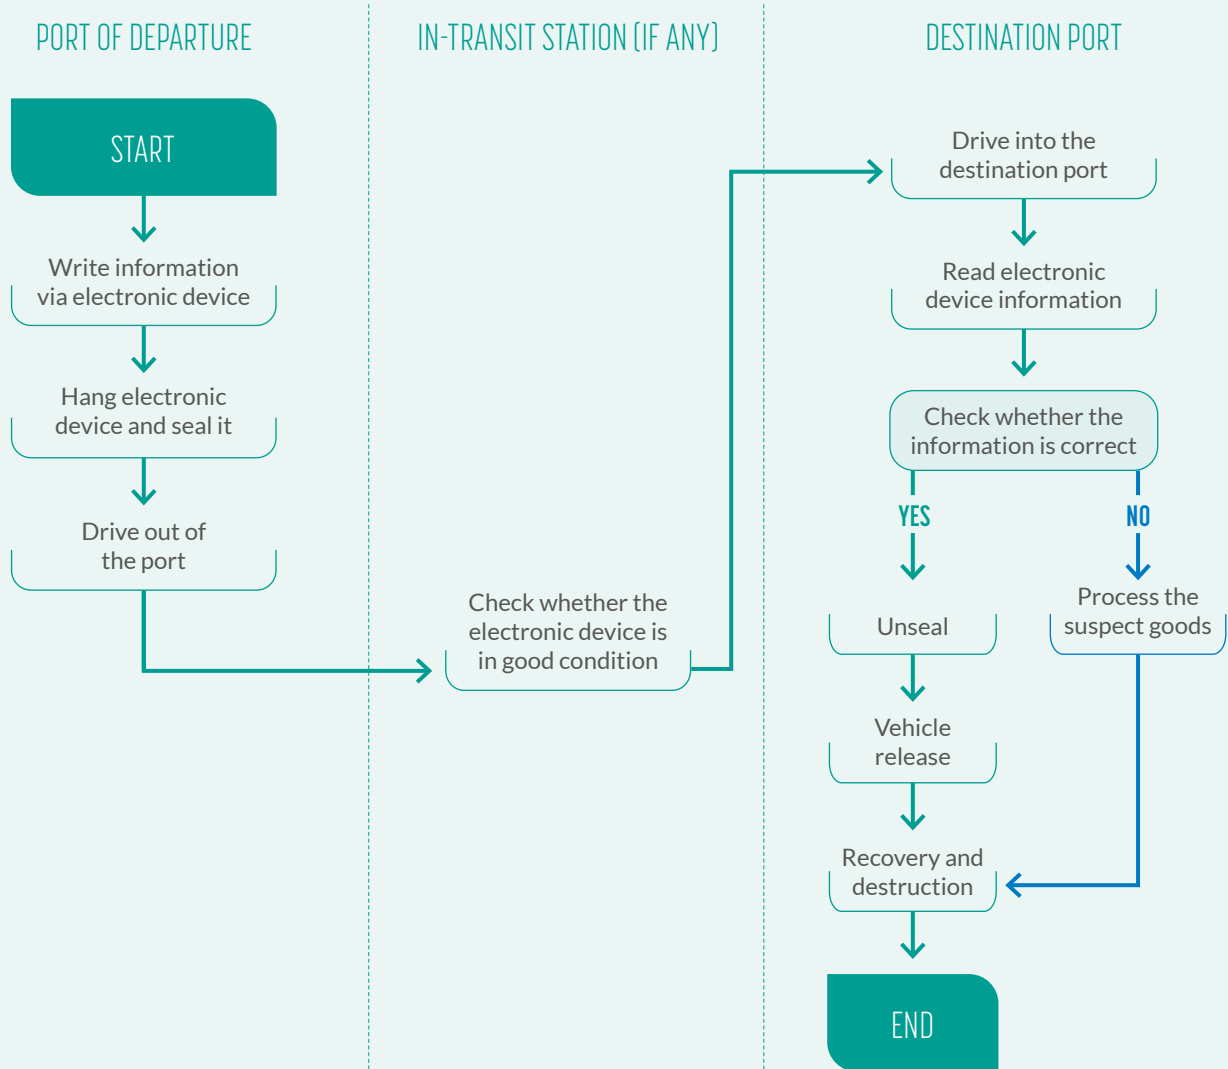 PORT OF DEPARTURE
START
Write information
via electronic device
Hang electronic
device and seal it
Drive out of
the port
IN-TRANSIT STATION (IF ANY)
Check whether the
electronic device is
in good condition
DESTINATION PORT
Drive into the
destination port
Read electronic
device information
Check whether the
information is correct
YES
NO
Unseal
Process the
suspect goods
Vehicle
release
Recovery and
destruction
END